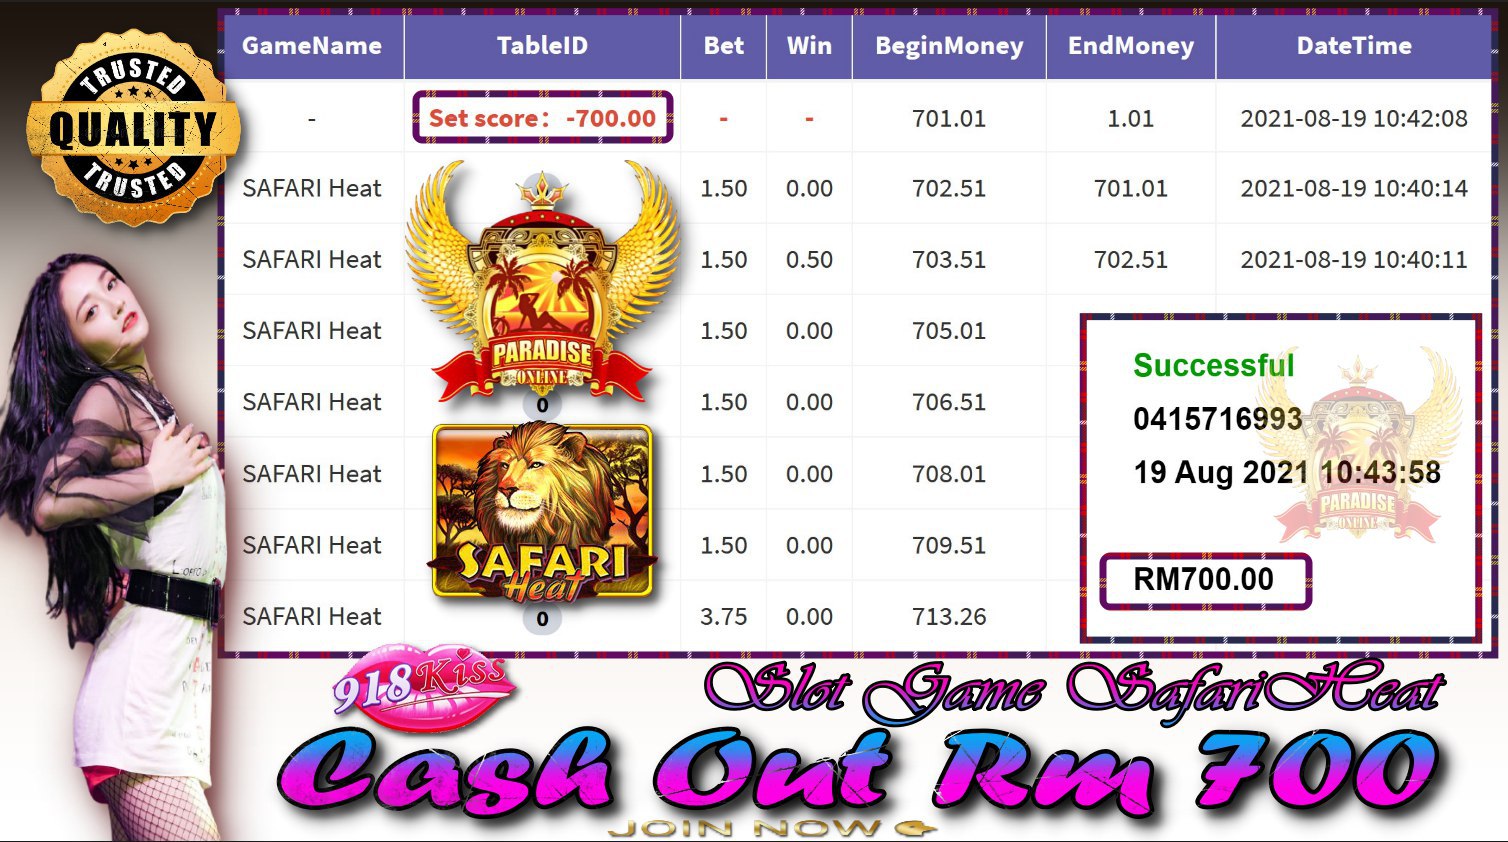 GameName TableID Bet Win BeginMoney EndMoney DateTime
- Set score： -700.00 - - 701.01 1.01 2021-08-19 10:42:08
SAFARI Heat 1.50 0.00 702.51 701.01 2021-08-19 10:40:14
SAFARI Heat 1.50 0.50 703.51 702.51 2021-08-19 10:40:11
SAFARI Heat 1.50 0.00 705.01
SAFARI Heat 0 1.50 0.00 706.51
SAFARI Heat 1.50 0.00 708.01
SAFARI Heat 1.50 0.00 709.51
SAFARI Heat 0 3.75 0.00 713.26
TRUSTED
QUALITY
TRUSTED
PARADISE
ONLINE
SAFARI
Heat
Successful
0415716993
19 Aug 2021 10:43:58
PARADISE
ONLINE
RM700.00
918Kiss
Slot Game SafariHeat
Cash Out Rm 700
JOIN NOW